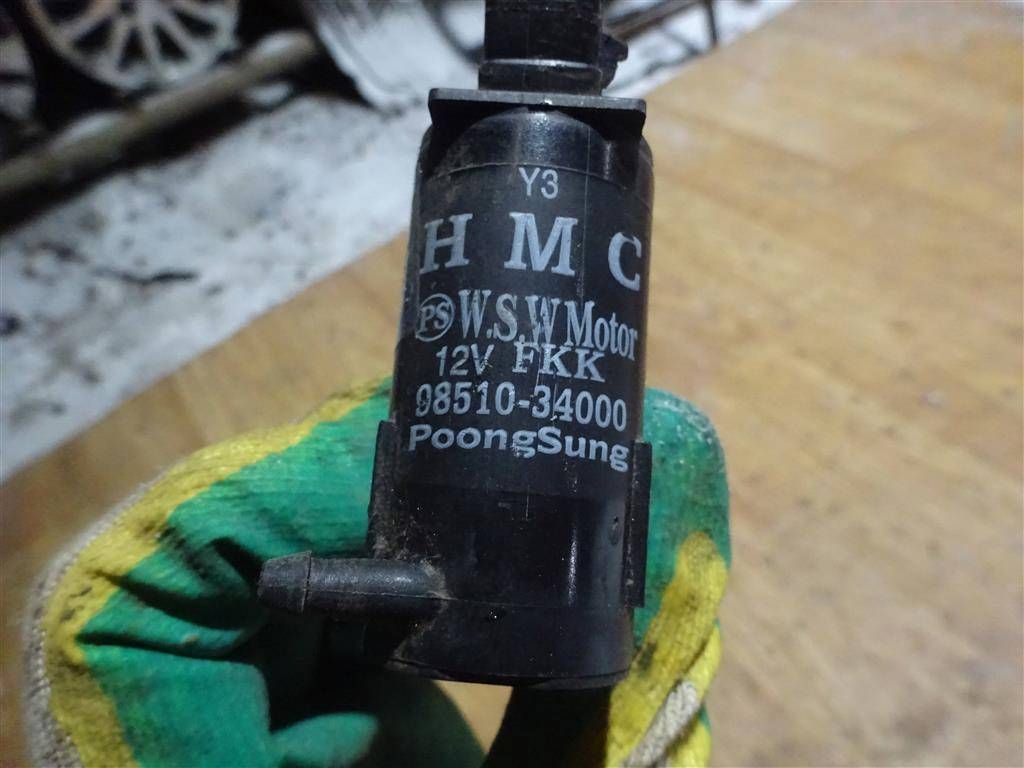 Y3
H M C
PS W.S.W Motor
12V FKK
98510-34000
PoongSung